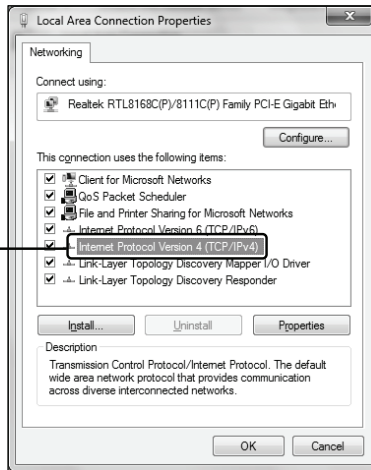 Local Area Connection Properties
Networking
Connect using:
Realtek RTL8168C(P)/8111C(P) Family PCI-E Gigabit Eth
Configure...
This connection uses the following items:
Client for Microsoft Networks
QoS Packet Scheduler
File and Printer Sharing for Microsoft Networks
Internet Protocol Version 6 (TCP/IPv6)
Internet Protocol Version 4 (TCP/IPv4)
Link-Layer Topology Discovery Mapper I/O Driver
Link-Layer Topology Discovery Responder
Install... Uninstall Properties
Description
Transmission Control Protocol/Internet Protocol. The default
wide area network protocol that provides communication
across diverse interconnected networks.
OK Cancel